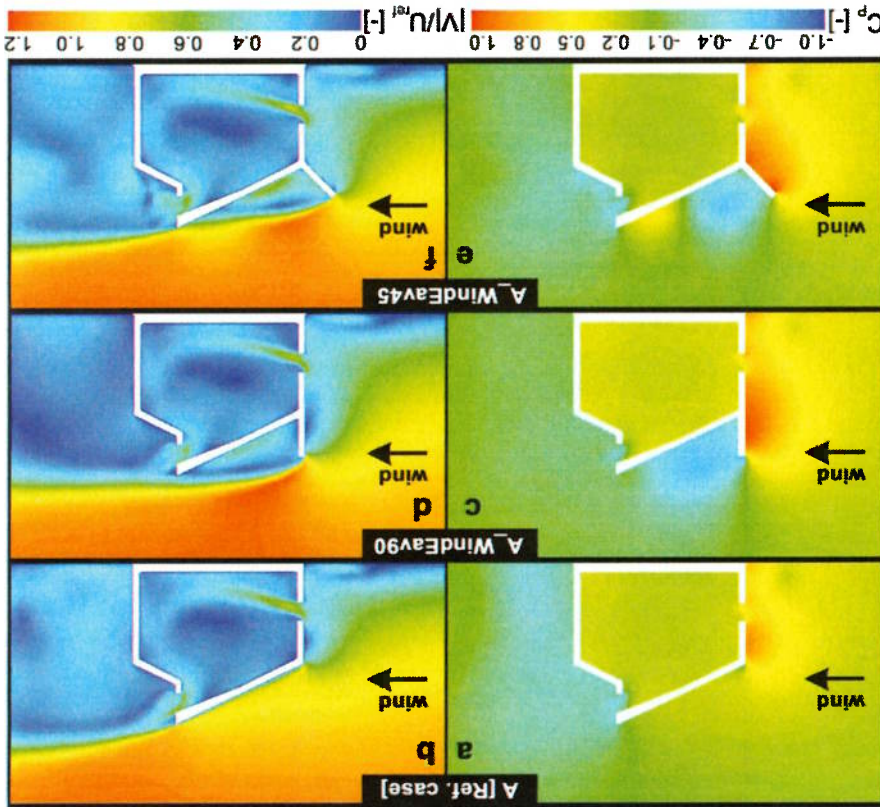 A [Ref. case]
a
b
wind
wind
A_WindEav90
c
d
wind
wind
A_WindEav45
e
f
wind
wind
C_P [-] -1.0 -0.7 -0.4 -0.1 0.2 0.5 0.8 1.0
|V|/U_ref [-] 0 0.2 0.4 0.6 0.8 1.0 1.2